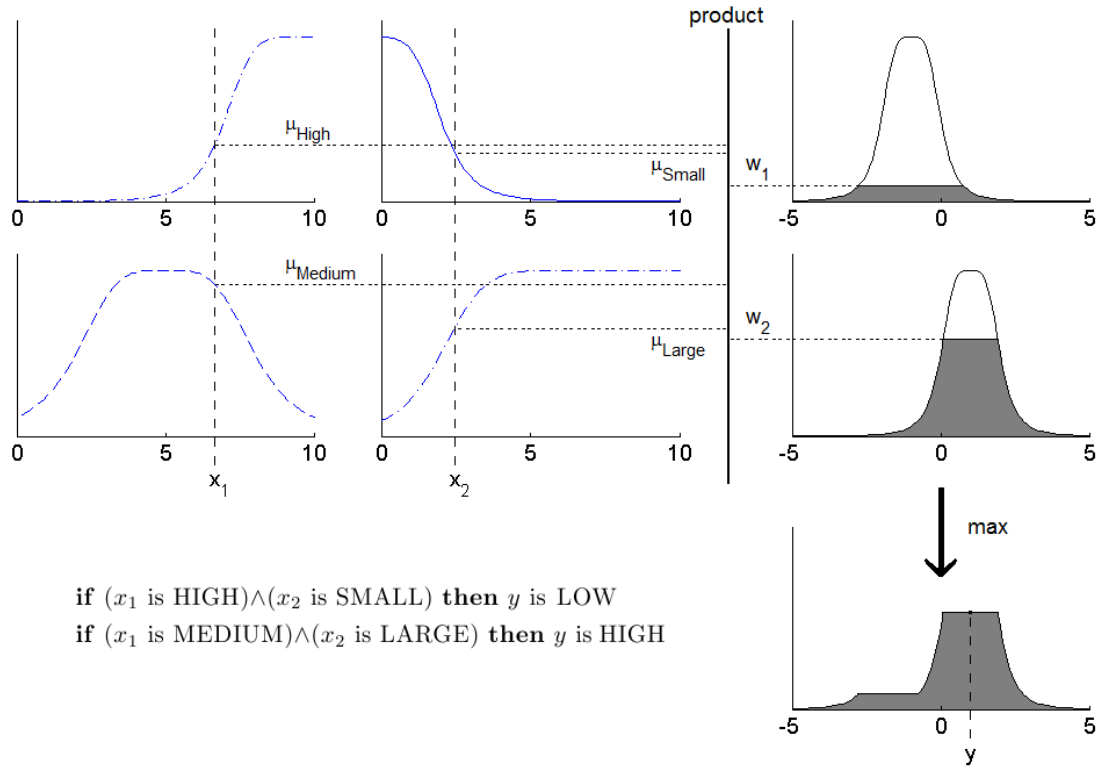 product
μHigh
μSmall
w1
0 5 10
0 5 10
-5 0 5
μMedium
μLarge
w2
0 5 10
0 5 10
-5 0 5
x1
x2
max
if (x1 is HIGH)∧(x2 is SMALL) then y is LOW
if (x1 is MEDIUM)∧(x2 is LARGE) then y is HIGH
-5 0 5
y